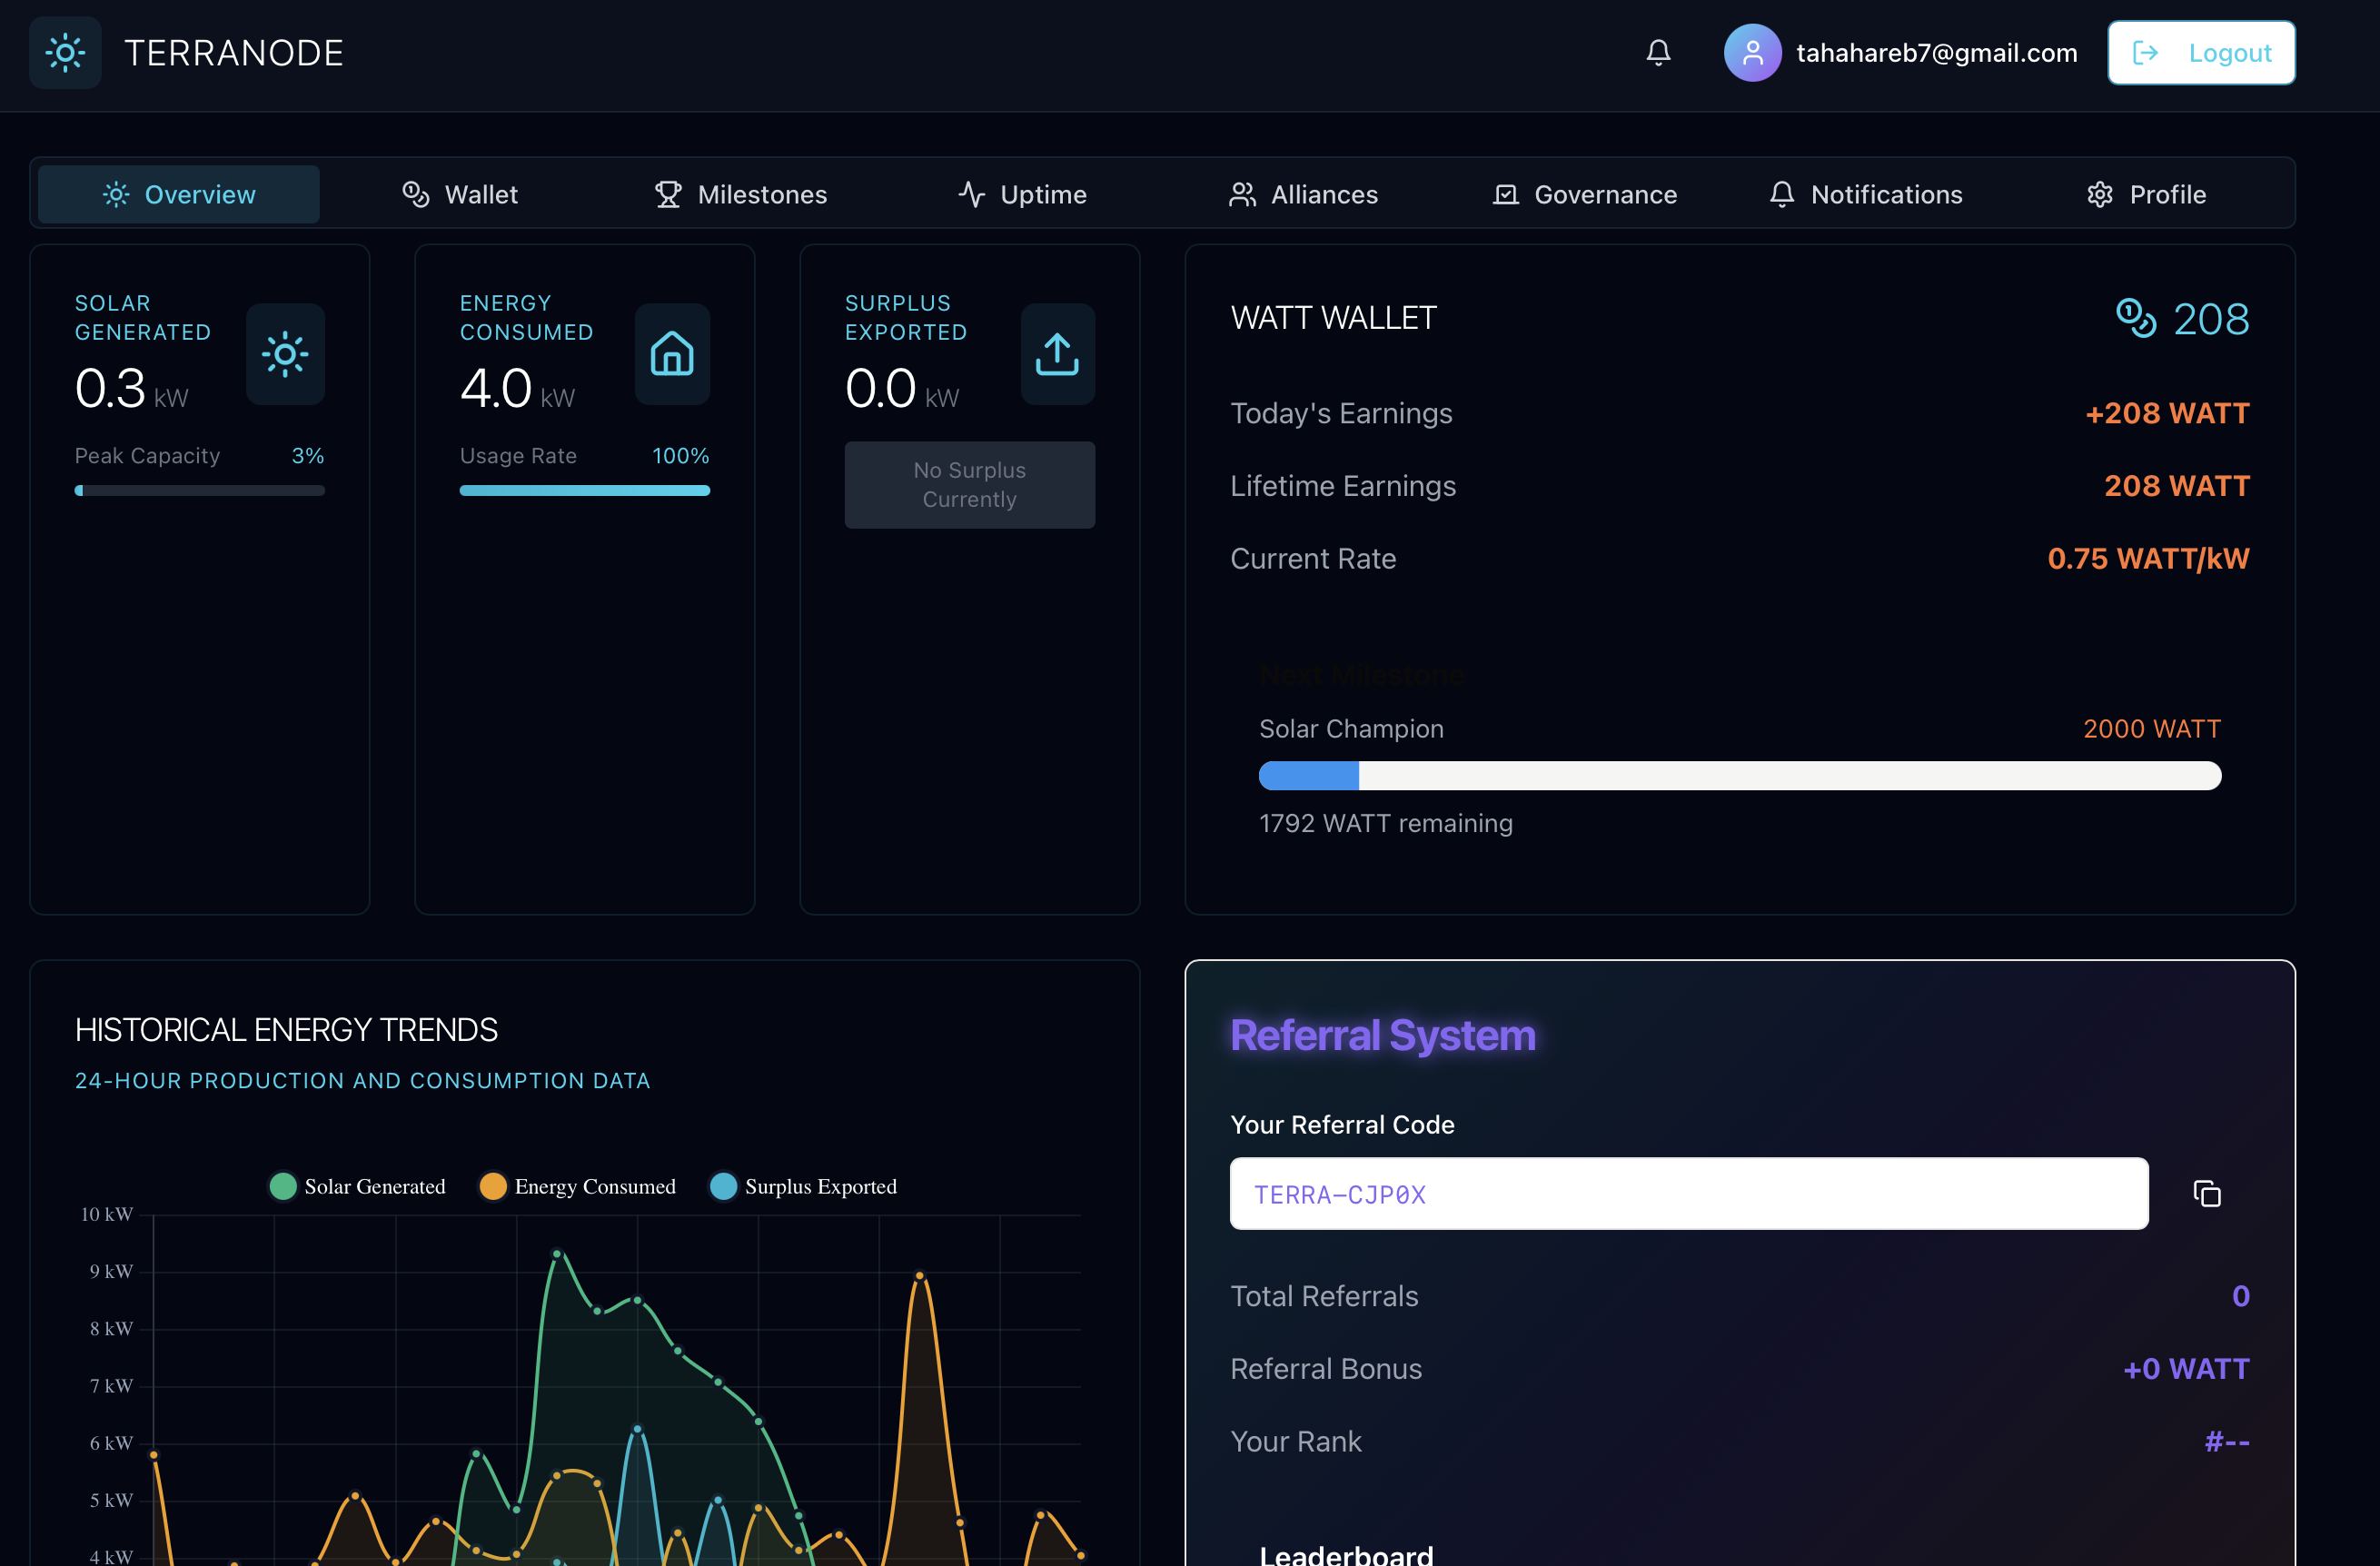 TERRANODE
tahahareb7@gmail.com
Logout
Overview
Wallet
Milestones
Uptime
Alliances
Governance
Notifications
Profile
SOLAR
GENERATED
0.3 kW
Peak Capacity 3%
ENERGY
CONSUMED
4.0 kW
Usage Rate 100%
SURPLUS
EXPORTED
0.0 kW
No Surplus
Currently
WATT WALLET
208
Today's Earnings +208 WATT
Lifetime Earnings 208 WATT
Current Rate 0.75 WATT/kW
Next Milestone
Solar Champion 2000 WATT
1792 WATT remaining
HISTORICAL ENERGY TRENDS
24-HOUR PRODUCTION AND CONSUMPTION DATA
Solar Generated Energy Consumed Surplus Exported
10 kW
9 kW
8 kW
7 kW
6 kW
5 kW
4 kW
Referral System
Your Referral Code
TERRA-CJP0X
Total Referrals 0
Referral Bonus +0 WATT
Your Rank #--
Leaderboard